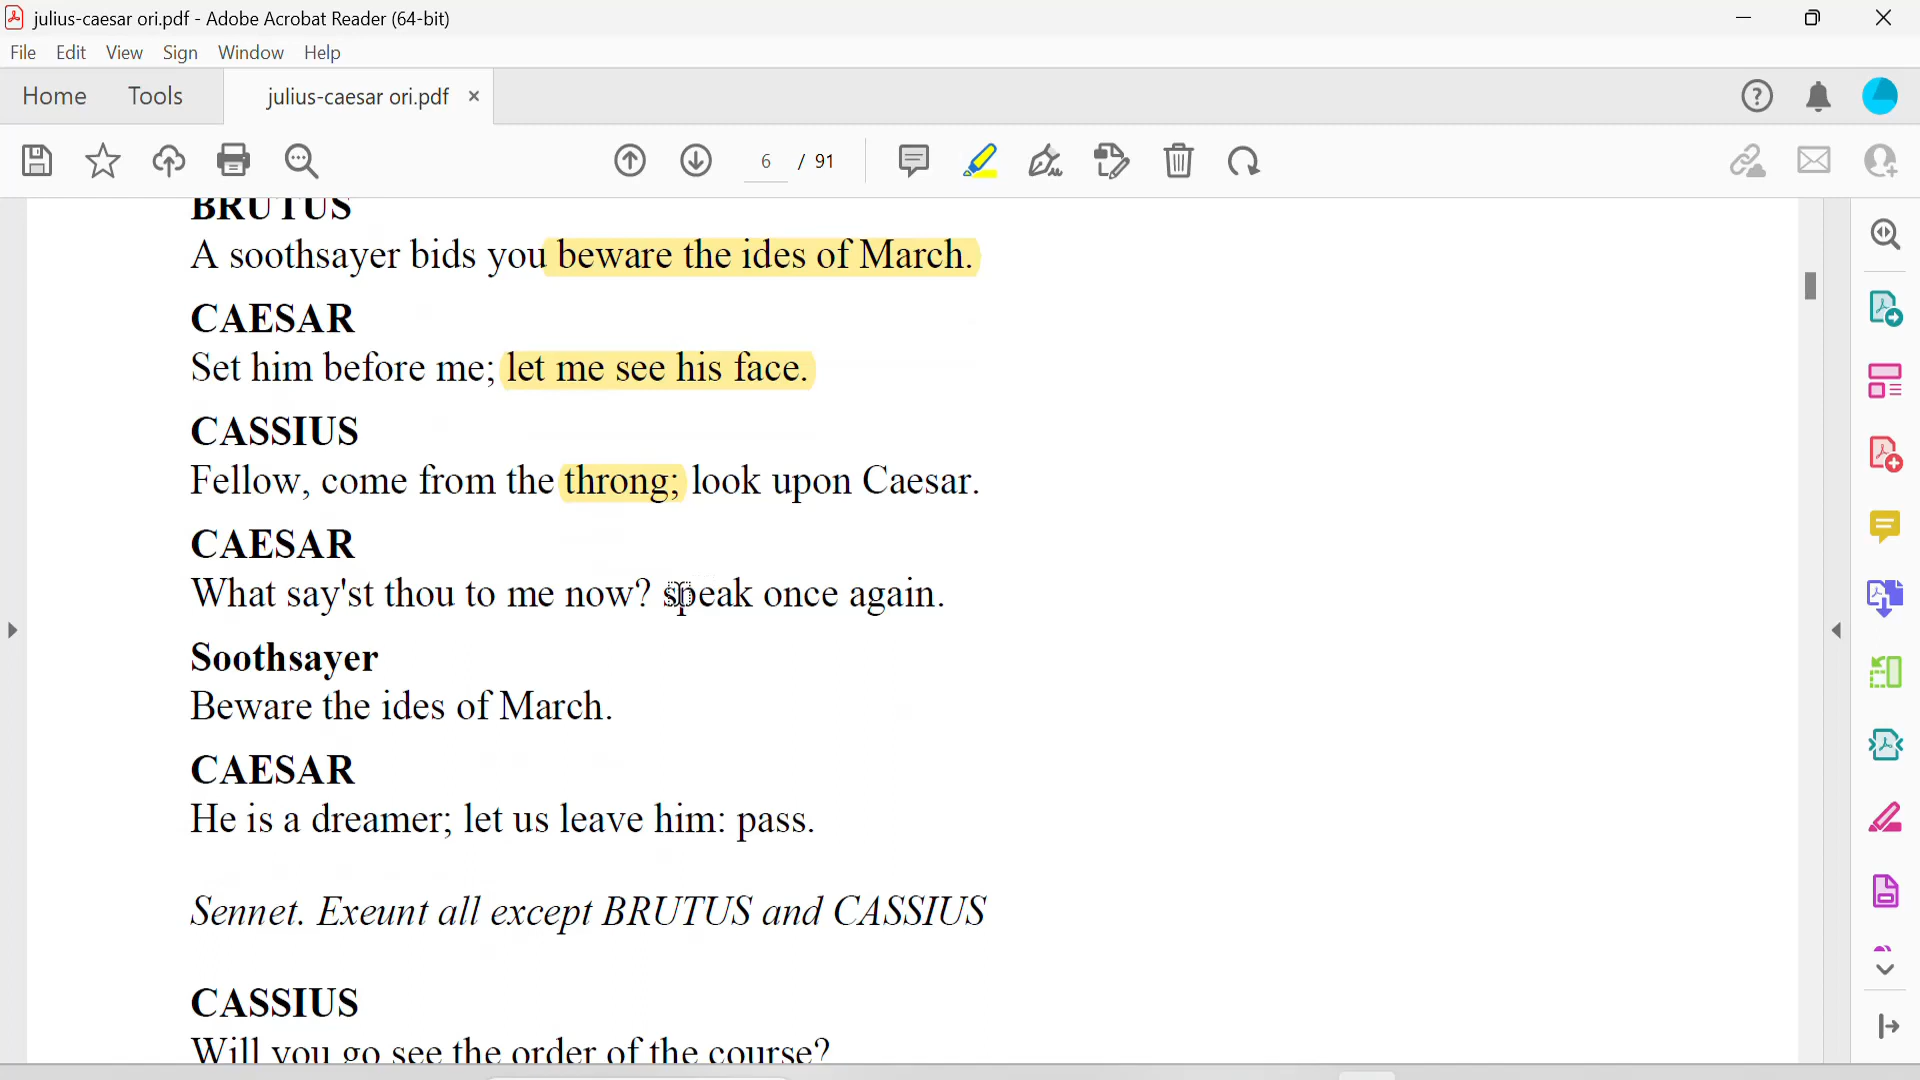 julius-caesar ori.pdf - Adobe Acrobat Reader (64-bit)
File Edit View Sign Window Help
Home Tools julius-caesar ori.pdf ×
6 / 91
BRUTUS
A soothsayer bids you beware the ides of March.
CAESAR
Set him before me; let me see his face.
CASSIUS
Fellow, come from the throng; look upon Caesar.
CAESAR
What say'st thou to me now? speak once again.
Soothsayer
Beware the ides of March.
CAESAR
He is a dreamer; let us leave him: pass.
Sennet. Exeunt all except BRUTUS and CASSIUS
CASSIUS
Will you go see the order of the course?